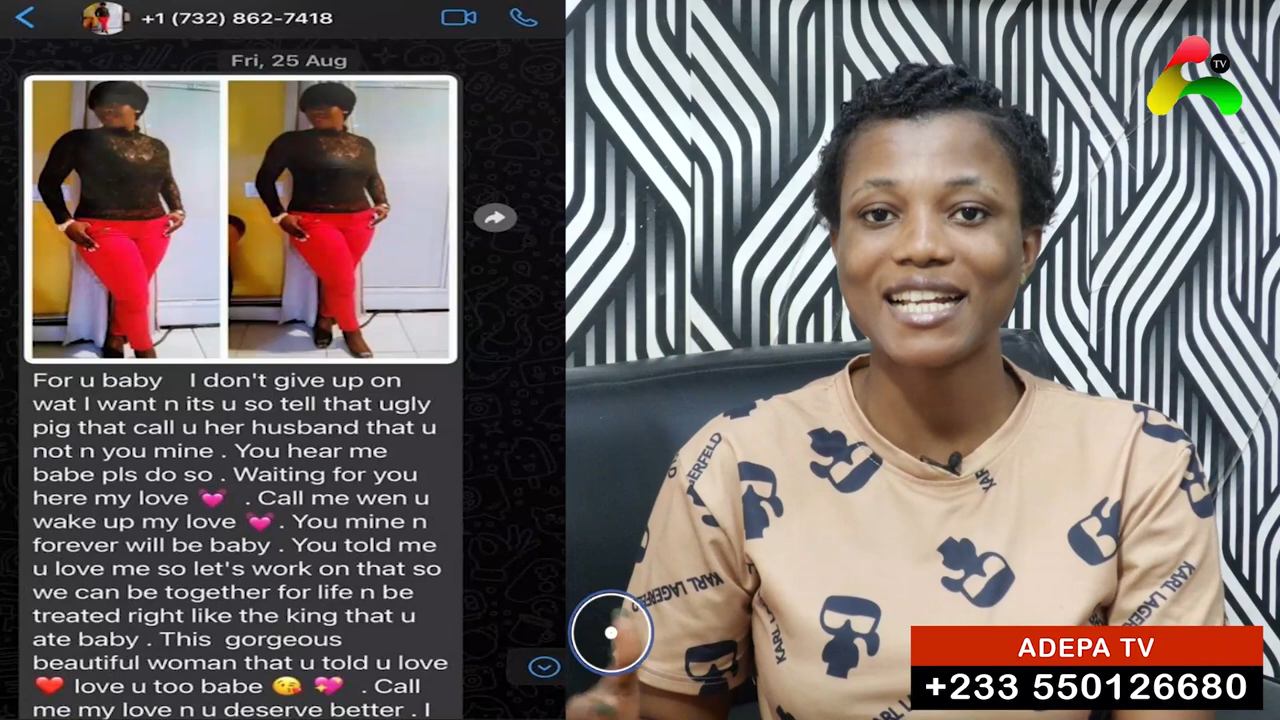 +1 (732) 862-7418
Fri, 25 Aug
For u baby I don't give up on
wat I want n its u so tell that ugly
pig that call u her husband that u
not n you mine . You hear me
babe pls do so . Waiting for you
here my love 💓 . Call me wen u
wake up my love 💓. You mine n
forever will be baby . You told me
u love me so let's work on that so
we can be together for life n be
treated right like the king that u
ate baby . This gorgeous
beautiful woman that u told u love
❤️ love u too babe 😘 💖 . Call
me my love n u deserve better . I
TV
KARL LAGERFELD
KARL LAGERFELD
ADEPA TV
+233 550126680